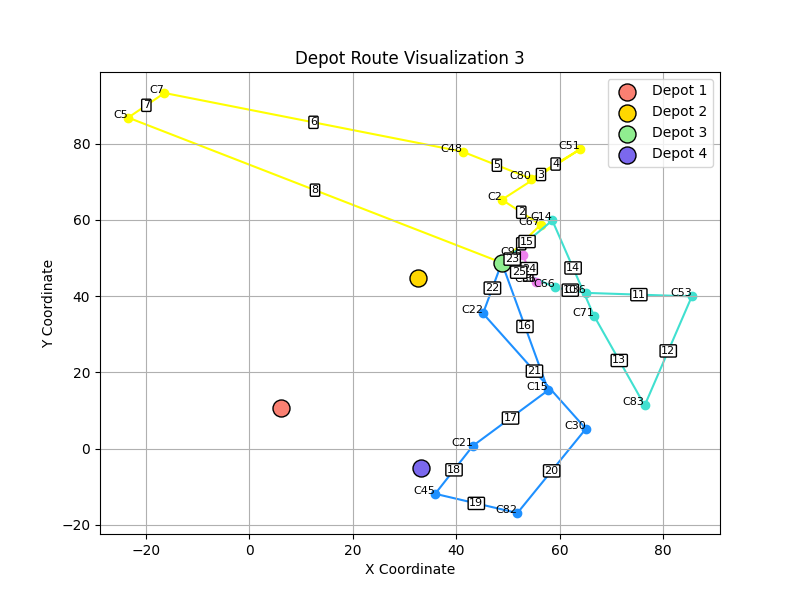 Depot Route Visualization 3
Depot 1
Depot 2
Depot 3
Depot 4
C7
7
C5
6
C48
5
C51
4
3
C80
8
C2
2
C14
C67
15
23
24
25
C66
14
22
10
11
C53
C22
16
C71
12
13
21
C15
C83
17
C30
C21
18
20
C45
19
C82
80
60
40
20
0
−20
−20
0
20
40
60
80
X Coordinate
Y Coordinate